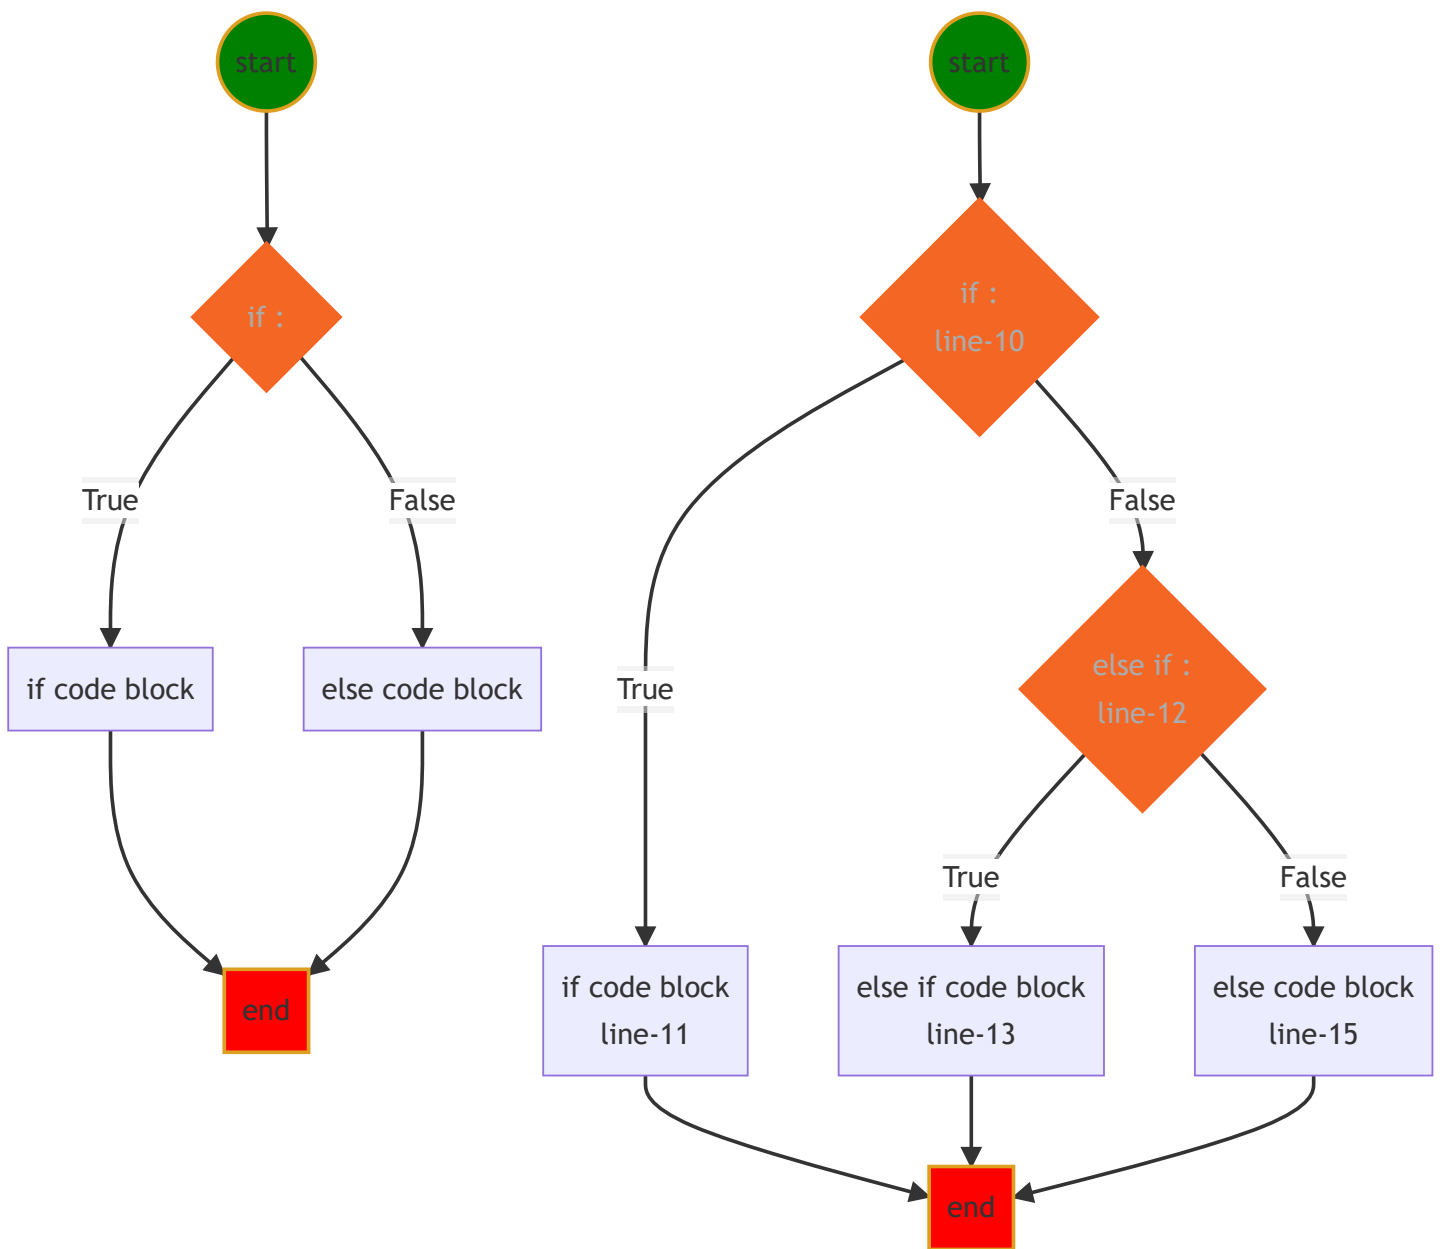 start
if :
True
False
if code block
else code block
end
start
if :
line-10
False
True
else if :
line-12
True
False
if code block
line-11
else if code block
line-13
else code block
line-15
end